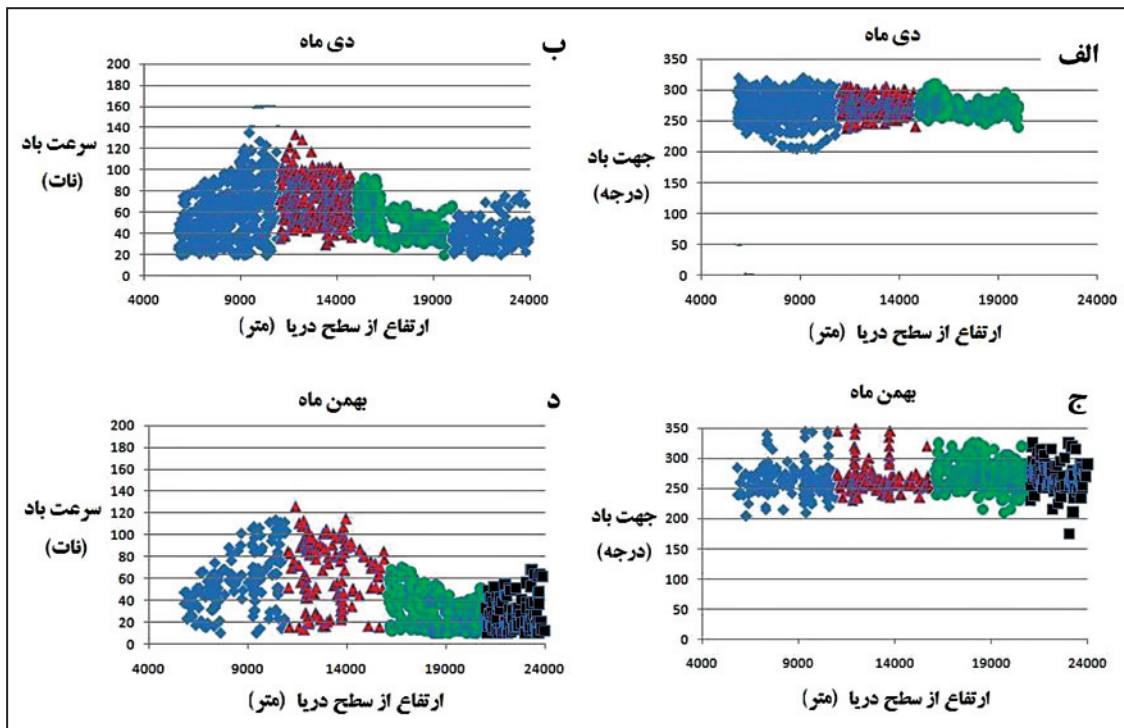 الف
دی ماه
350
300
250
200
150
100
50
0
جهت باد
(درجه)
4000 9000 14000 19000 24000
ارتفاع از سطح دریا (متر)
ب
دی ماه
200
180
160
140
120
100
80
60
40
20
0
سرعت باد
(نات)
4000 9000 14000 19000 24000
ارتفاع از سطح دریا (متر)
ج
بهمن ماه
350
300
250
200
150
100
50
0
جهت باد
(درجه)
4000 9000 14000 19000 24000
ارتفاع از سطح دریا (متر)
د
بهمن ماه
200
180
160
140
120
100
80
60
40
20
0
سرعت باد
(نات)
4000 9000 14000 19000 24000
ارتفاع از سطح دریا (متر)